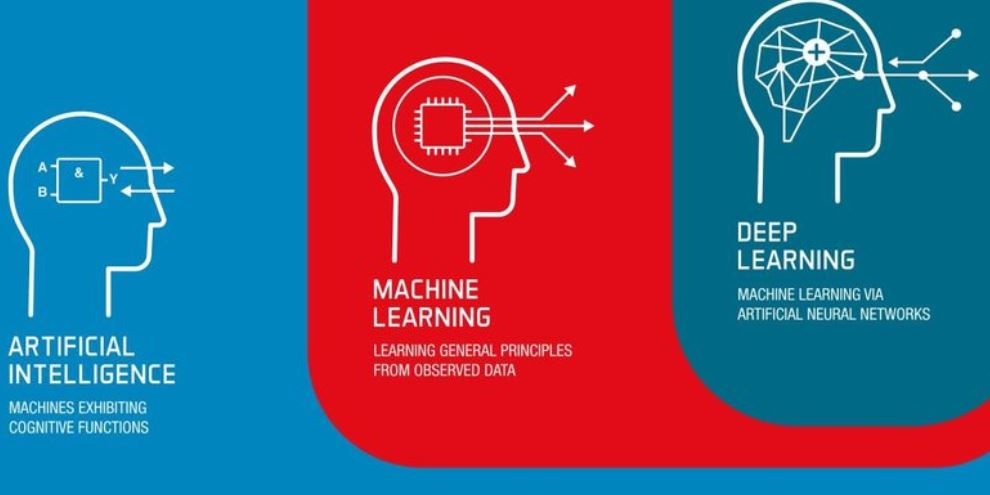 A
B
&
Y
ARTIFICIAL
INTELLIGENCE
MACHINES EXHIBITING
COGNITIVE FUNCTIONS
MACHINE
LEARNING
LEARNING GENERAL PRINCIPLES
FROM OBSERVED DATA
DEEP
LEARNING
MACHINE LEARNING VIA
ARTIFICIAL NEURAL NETWORKS